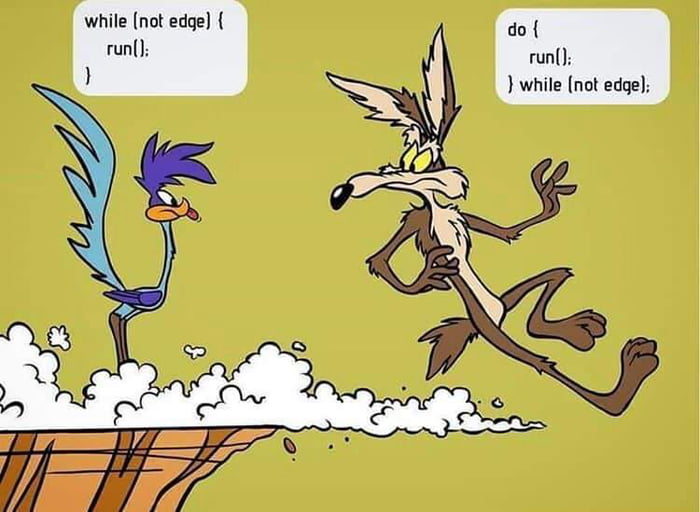 while (not edge) {
run();
}
do {
run();
} while (not edge);